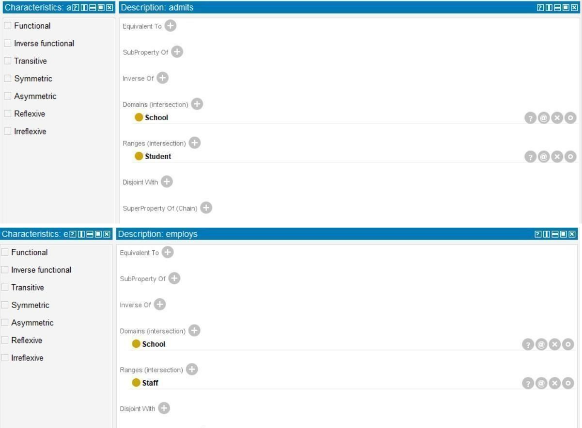 Characteristics: a
Description: admits
Functional
Inverse functional
Transitive
Symmetric
Asymmetric
Reflexive
Irreflexive
Equivalent To
SubProperty Of
Inverse Of
Domains (intersection)
School
Ranges (intersection)
Student
Disjoint With
SuperProperty Of (Chain)
Characteristics: e
Description: employs
Functional
Inverse functional
Transitive
Symmetric
Asymmetric
Reflexive
Irreflexive
Equivalent To
SubProperty Of
Inverse Of
Domains (intersection)
School
Ranges (intersection)
Staff
Disjoint With